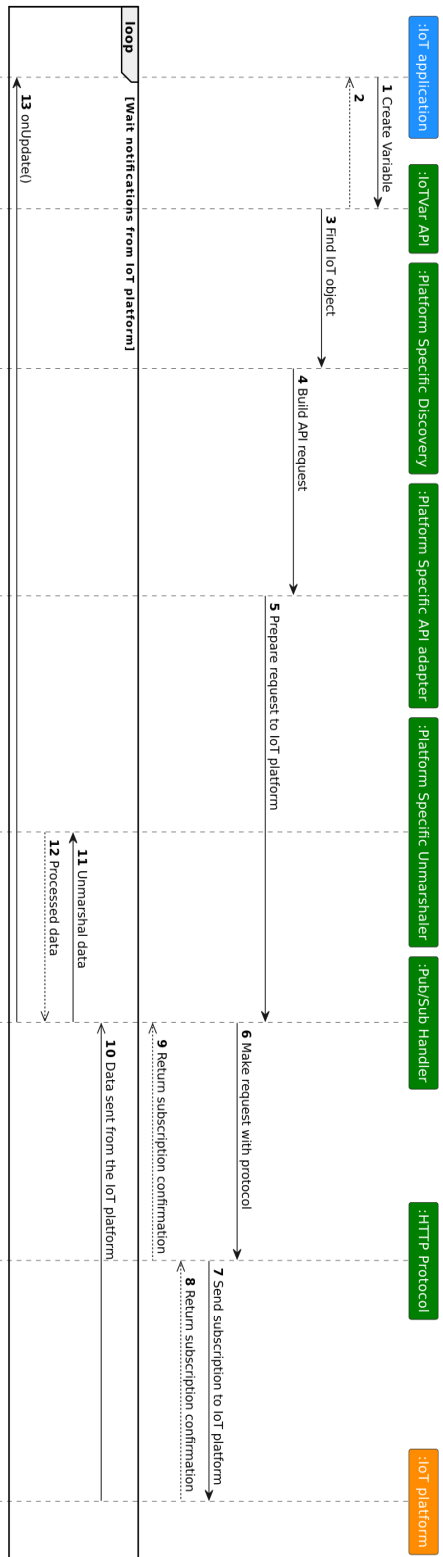 :IoT application
:IoTVar API
:Platform Specific Discovery
:Platform Specific API adapter
:Platform Specific Unmarshaler
:Pub/Sub Handler
:HTTP Protocol
:IoT platform
1 Create Variable
2
3 Find IoT object
4 Build API request
5 Prepare request to IoT platform
6 Make request with protocol
7 Send subscription to IoT platform
8 Return subscription confirmation
9 Return subscription confirmation
loop
[Wait notifications from IoT platform]
10 Data sent from the IoT platform
11 Unmarshal data
12 Processed data
13 onUpdate()